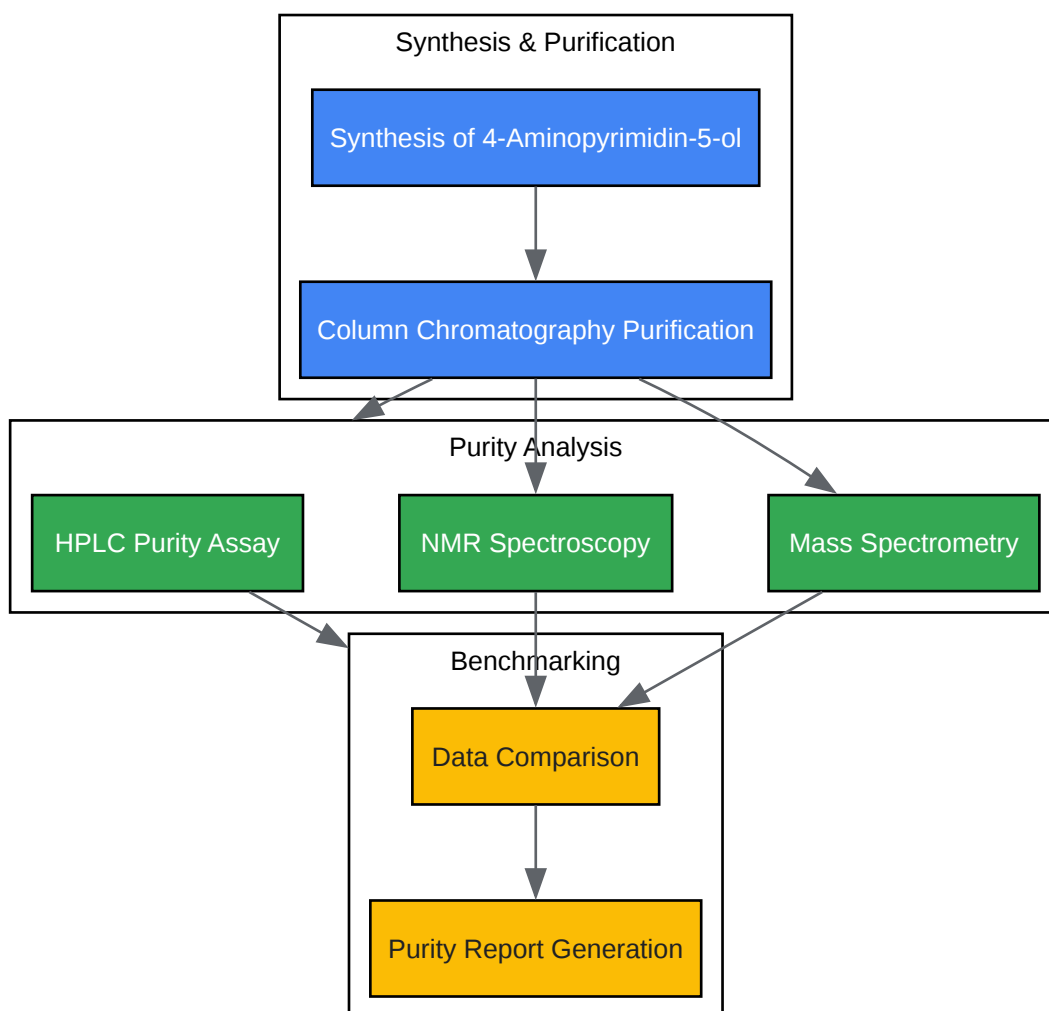 Synthesis & Purification
Synthesis of 4-Aminopyrimidin-5-ol
Column Chromatography Purification
Purity Analysis
HPLC Purity Assay
NMR Spectroscopy
Mass Spectrometry
Benchmarking
Data Comparison
Purity Report Generation